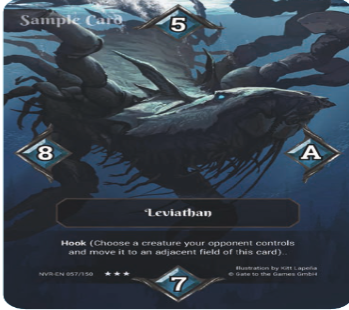 Sample Card
5
8
A
Leviathan
Hook (Choose a creature your opponent controls
and move it to an adjacent field of this card)..
NVR-EN-057/150 ★★★
Illustration by Kitt Lapeña
© Gate to the Games GmbH
7